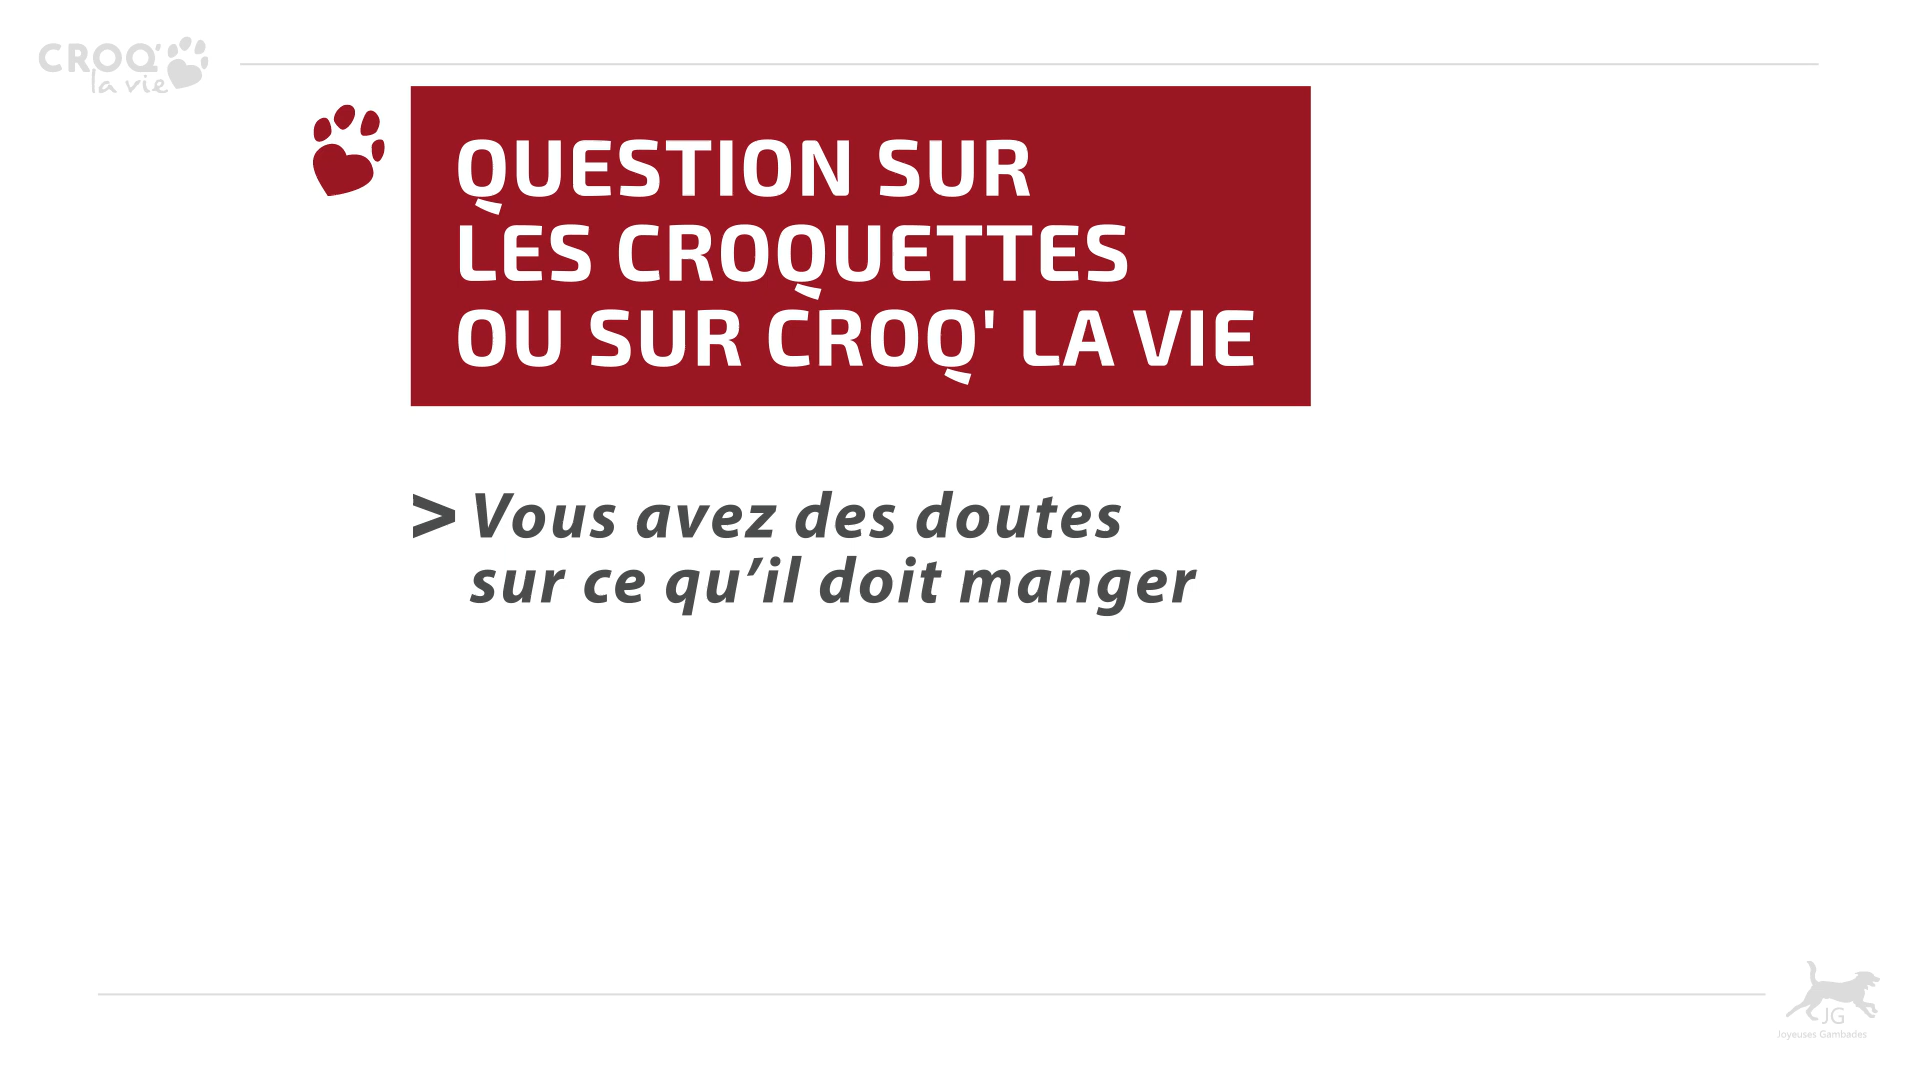 CROQ'
la vie
QUESTION SUR
LES CROQUETTES
OU SUR CROQ' LA VIE
> Vous avez des doutes
sur ce qu’il doit manger
JG
Joyeuses Gambades